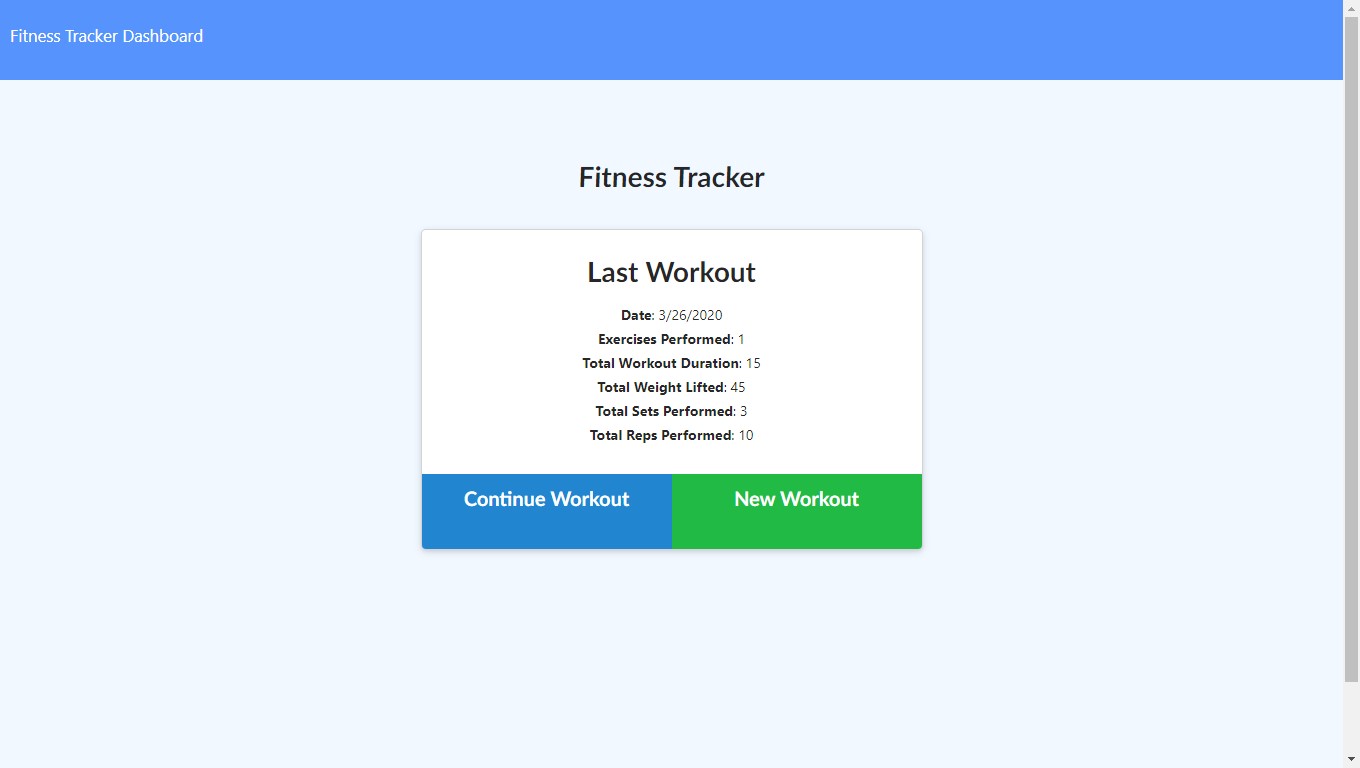 Fitness Tracker Dashboard
Fitness Tracker
Last Workout
Date: 3/26/2020
Exercises Performed: 1
Total Workout Duration: 15
Total Weight Lifted: 45
Total Sets Performed: 3
Total Reps Performed: 10
Continue Workout New Workout